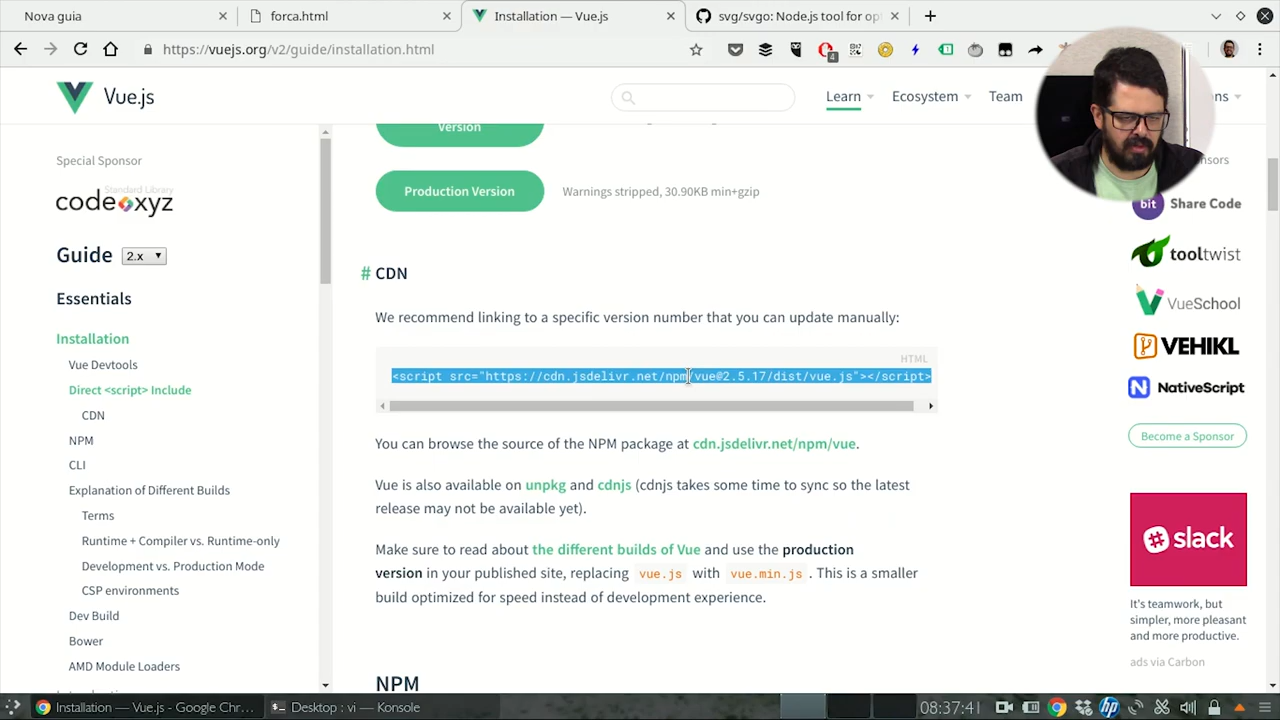 Nova guia
forca.html
Installation — Vue.js
svg/svgo: Node.js tool for opt
https://vuejs.org/v2/guide/installation.html
4
Vue.js
Learn
Ecosystem
Team
Special Sponsor
Standard Library
code xyz
Guide
2.x
Essentials
Installation
Vue Devtools
Direct <script> Include
CDN
NPM
CLI
Explanation of Different Builds
Terms
Runtime + Compiler vs. Runtime-only
Development vs. Production Mode
CSP environments
Dev Build
Bower
AMD Module Loaders
Version
Production Version
Warnings stripped, 30.90KB min+gzip
# CDN
We recommend linking to a specific version number that you can update manually:
HTML
<script src="https://cdn.jsdelivr.net/npm/vue@2.5.17/dist/vue.js"></script>
You can browse the source of the NPM package at cdn.jsdelivr.net/npm/vue.
Vue is also available on unpkg and cdnjs (cdnjs takes some time to sync so the latest
release may not be available yet).
Make sure to read about the different builds of Vue and use the production
version in your published site, replacing vue.js with vue.min.js . This is a smaller
build optimized for speed instead of development experience.
NPM
bit Share Code
tooltwist
VueSchool
VEHIKL
NativeScript
Become a Sponsor
slack
It's teamwork, but
simpler, more pleasant
and more productive.
ads via Carbon
Installation — Vue.js - Google Chr...
Desktop : vi — Konsole
08:37:41